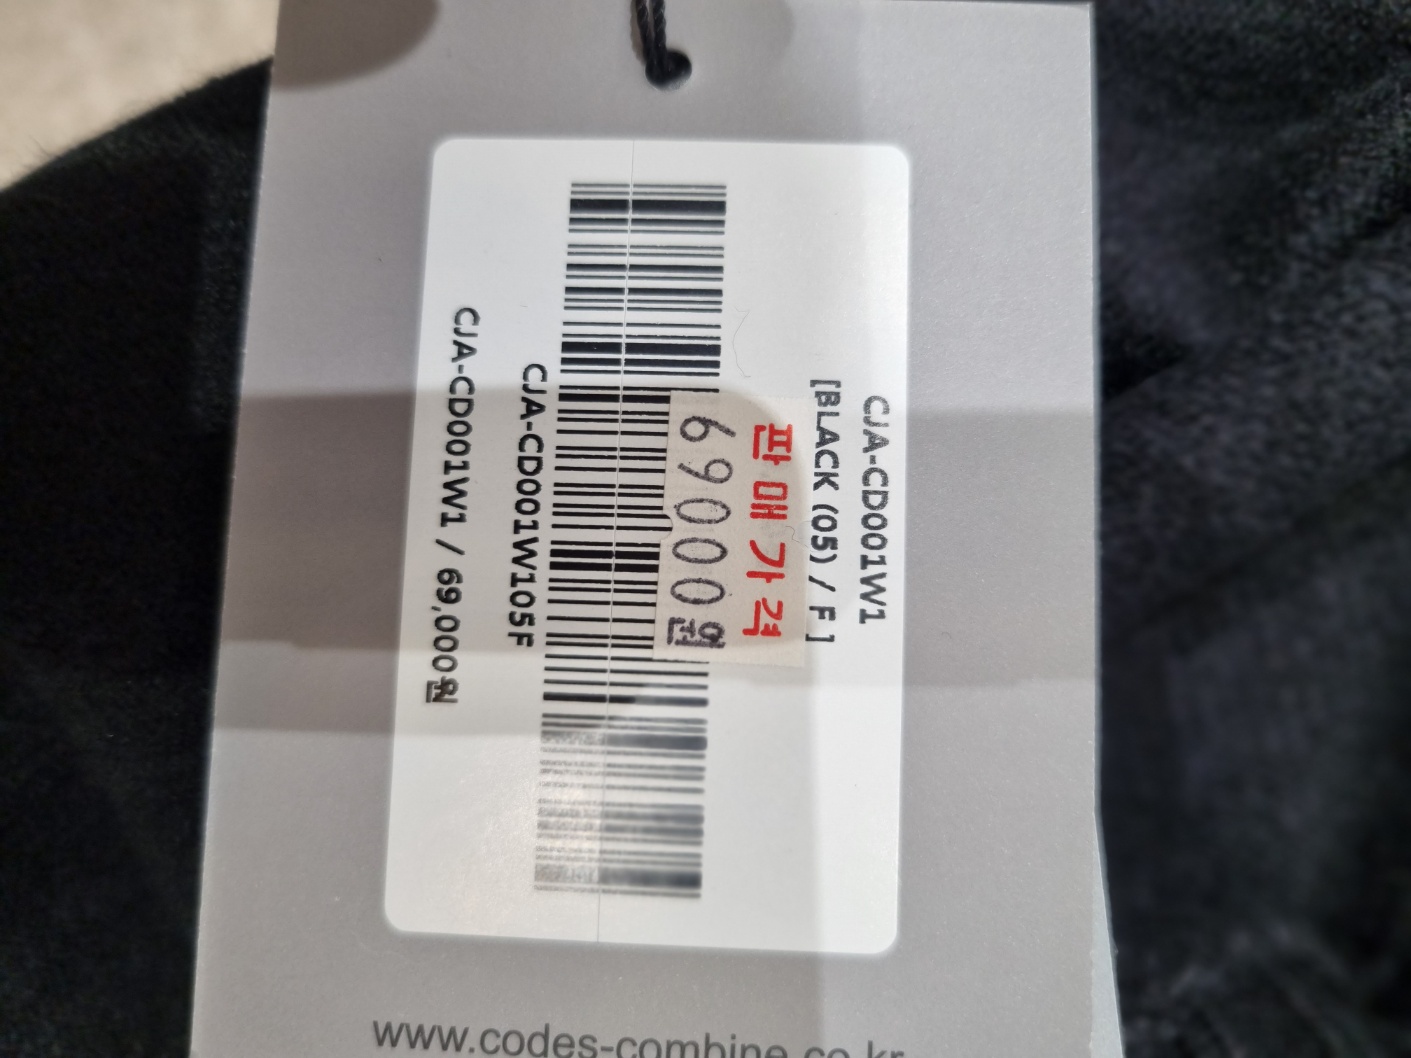 CJA-CD001W1
[BLACK (05) / F ]
판매가격
69000원
CJA-CD001W105F
CJA-CD001W1 / 69,000원
www.codes-combine.co.kr